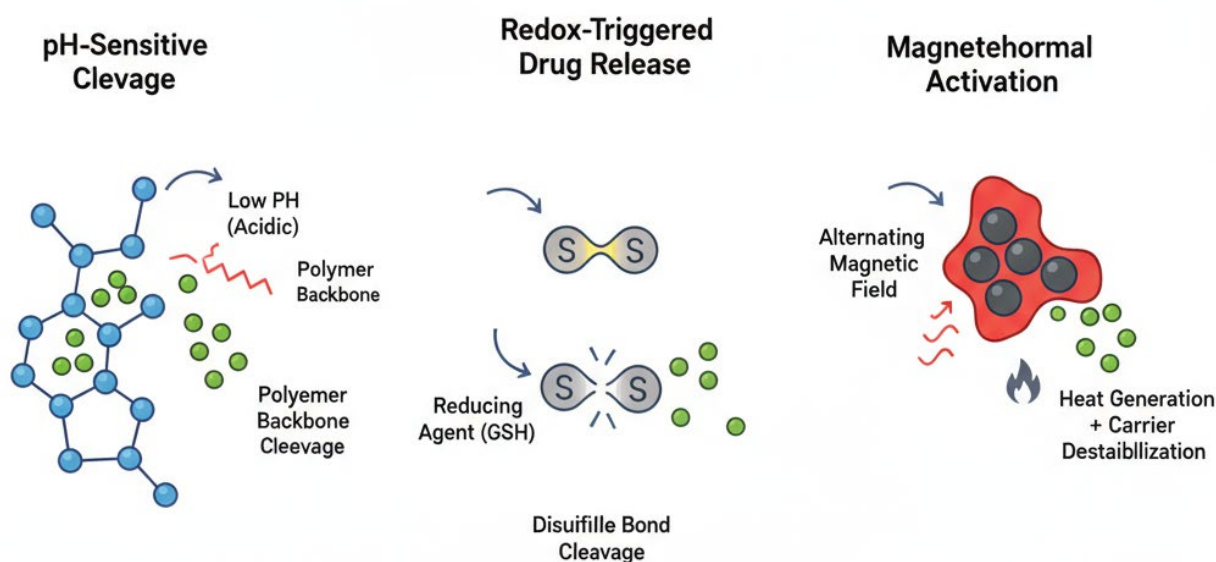 pH-Sensitive
Clevage
Low PH
(Acidic)
Polymer
Backbone
Polyemer
Backbone
Cleevage
Redox-Triggered
Drug Release
S S
Reducing
Agent (GSH)
S S
Disuifille Bond
Cleavage
Magnetehormal
Activation
Alternating
Magnetic
Field
Heat Generation
+ Carrier
Destaibllization